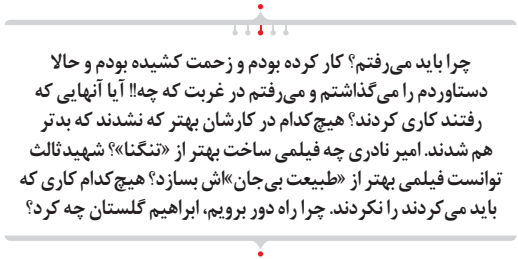 چرا باید می‌رفتم؟ کار کرده بودم و زحمت کشیده بودم و حالا
دستاوردم را می‌گذاشتم و می‌رفتم در غربت که چه!! آیا آنهایی که
رفتند کاری کردند؟ هیچ‌کدام در کارشان بهتر که نشدند که بدتر
هم شدند. امیر نادری چه فیلمی ساخت بهتر از «تنگنا»؟ شهیدثالث
توانست فیلمی بهتر از «طبیعت بی‌جان»اش بسازد؟ هیچ‌کدام کاری که
باید می‌کردند را نکردند. چرا راه دور برویم، ابراهیم گلستان چه کرد؟